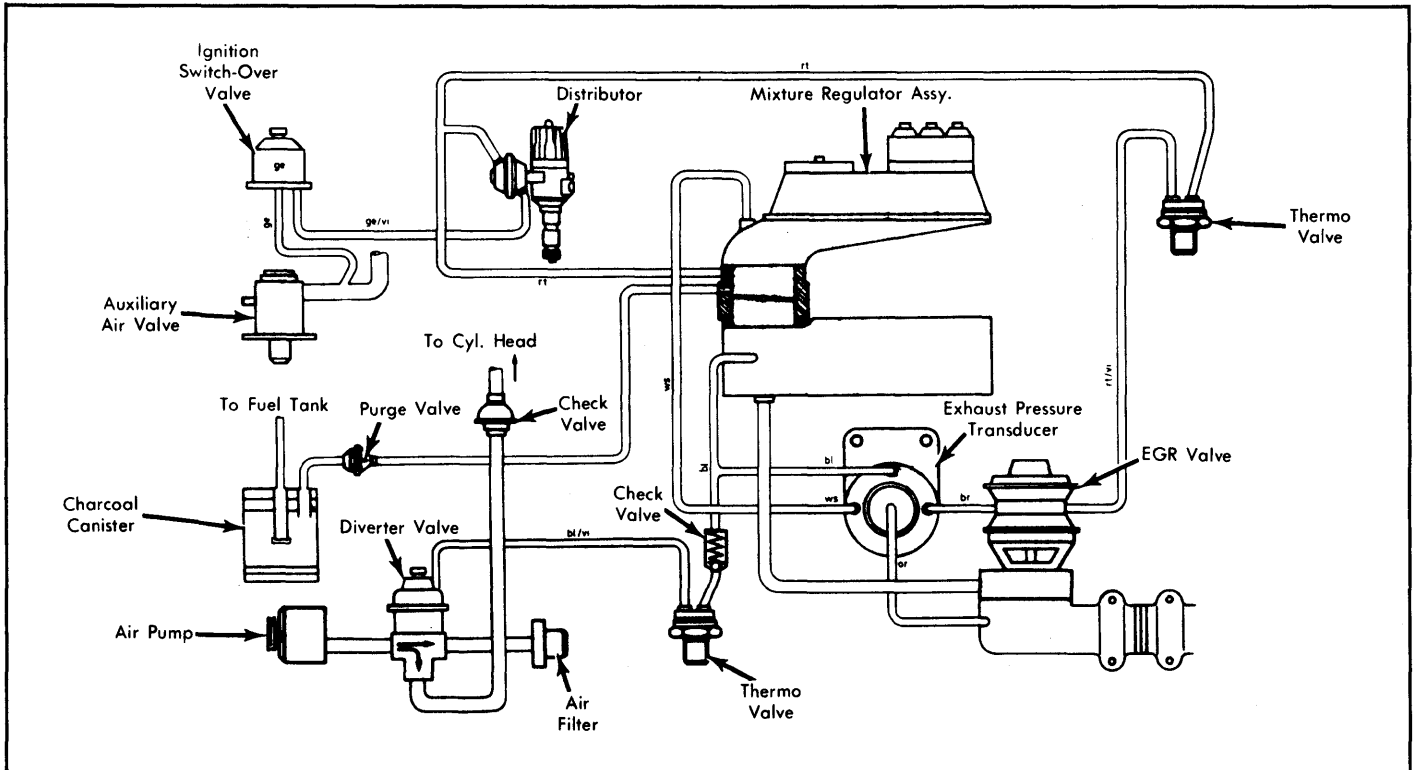 Ignition
Switch-Over
Valve
Distributor
rt
Mixture Regulator Assy.
ge
ge
ge/vi
Thermo
Valve
rt
Auxiliary
Air Valve
To Cyl. Head
ws
rt/vi
To Fuel Tank
Purge Valve
Check
Valve
Exhaust Pressure
Transducer
EGR Valve
bl
bl
Charcoal
Canister
Diverter Valve
Check
Valve
ws
br
bl/vi
or
Air Pump
Air
Filter
Thermo
Valve